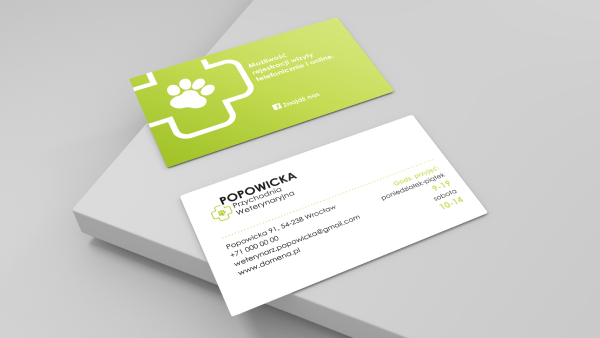 Możliwość
rejestracji wizyty
telefonicznie i online.
Znajdź nas
POPOWICKA
Przychodnia
Weterynaryjna
Godz. przyjęć:
poniedziałek-piątek
9-19
sobota
10-14
Popowicka 91, 54-238 Wrocław
+71 000 00 00
weterynarz.popowicka@gmail.com
www.domena.pl